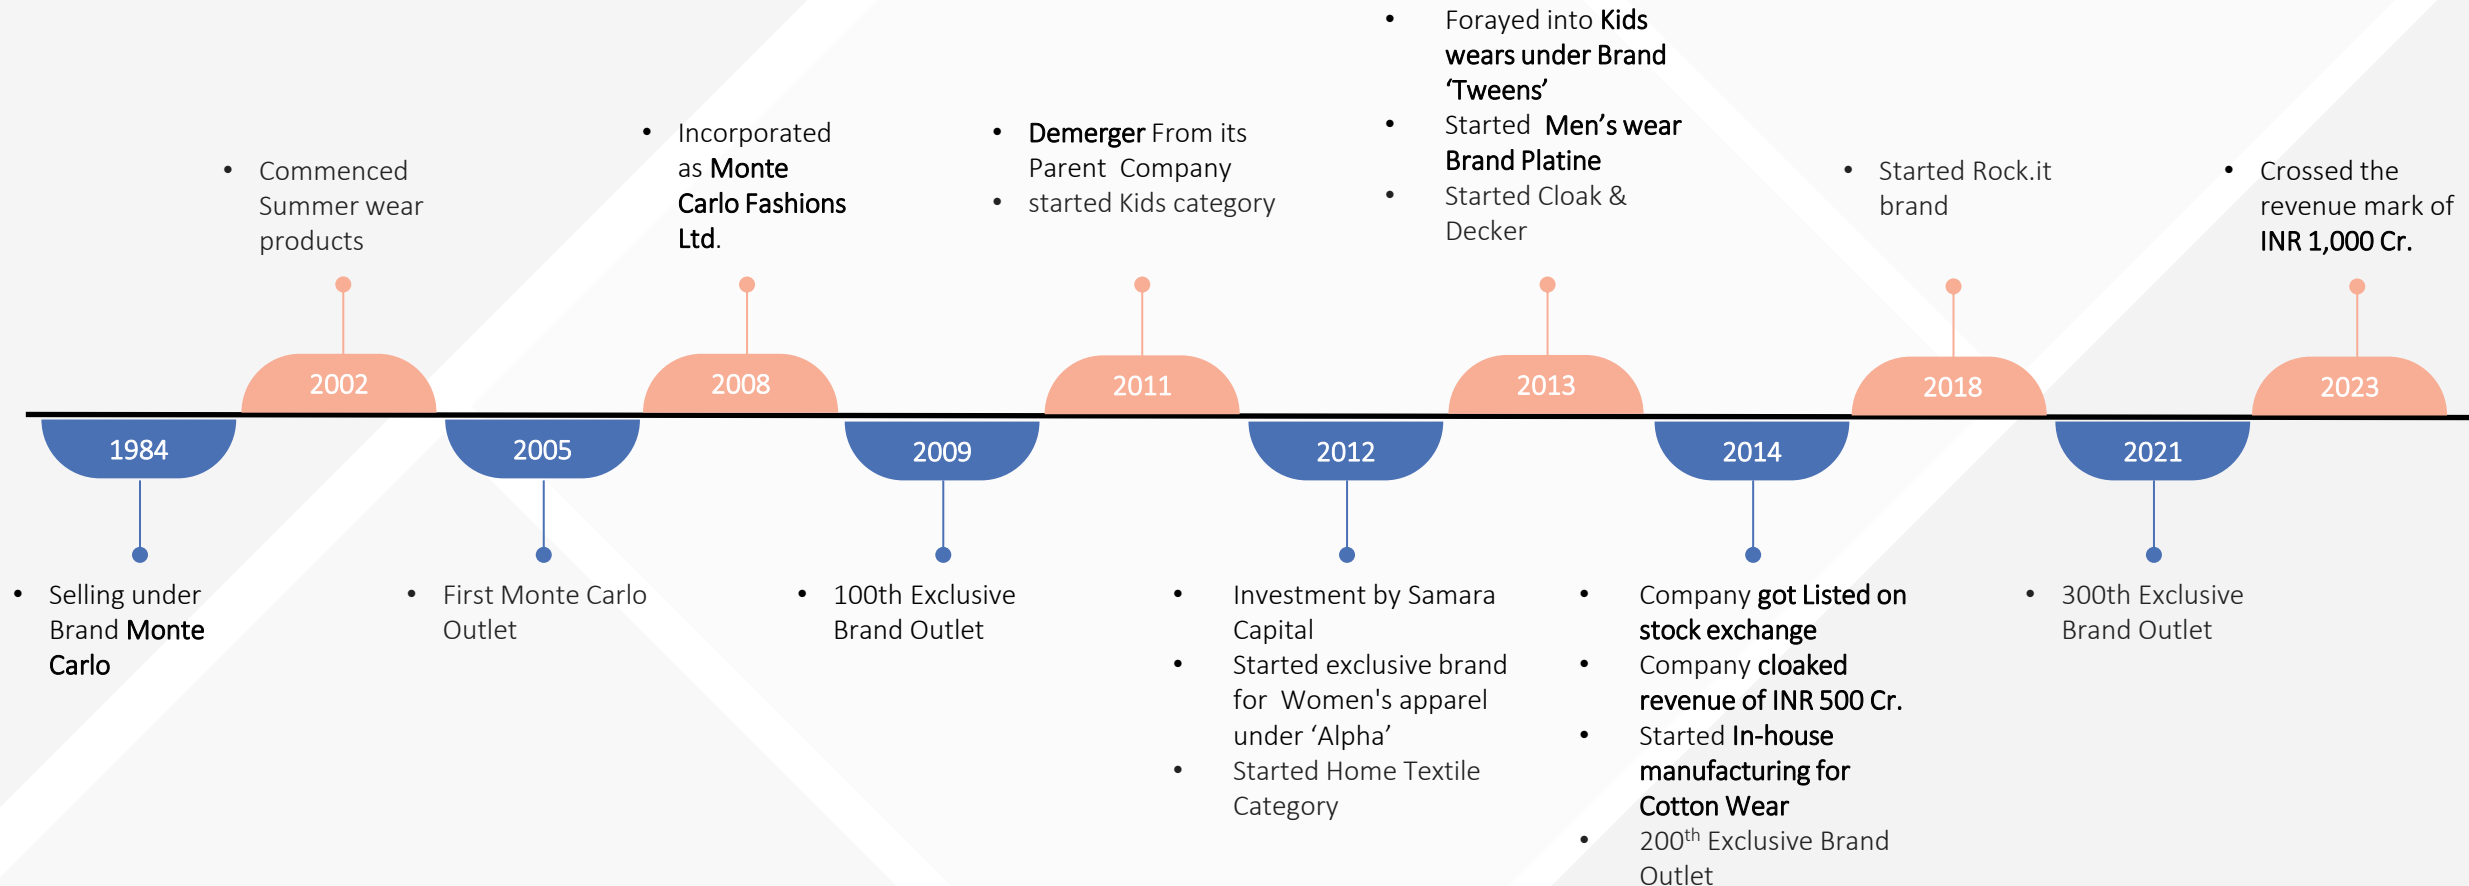 • Forayed into Kids
wears under Brand
‘Tweens’
• Started Men’s wear
Brand Platine
• Started Cloak &
Decker
• Commenced
Summer wear
products
• Incorporated
as Monte
Carlo Fashions
Ltd.
• Demerger From its
Parent Company
• started Kids category
• Started Rock.it
brand
• Crossed the
revenue mark of
INR 1,000 Cr.
2002
2008
2011
2013
2018
2023
1984
2005
2009
2012
2014
2021
• Selling under
Brand Monte
Carlo
• First Monte Carlo
Outlet
• 100th Exclusive
Brand Outlet
• Investment by Samara
Capital
• Started exclusive brand
for Women's apparel
under ‘Alpha’
• Started Home Textile
Category
• Company got Listed on
stock exchange
• Company cloaked
revenue of INR 500 Cr.
• Started In-house
manufacturing for
Cotton Wear
• 200th Exclusive Brand
Outlet
• 300th Exclusive
Brand Outlet